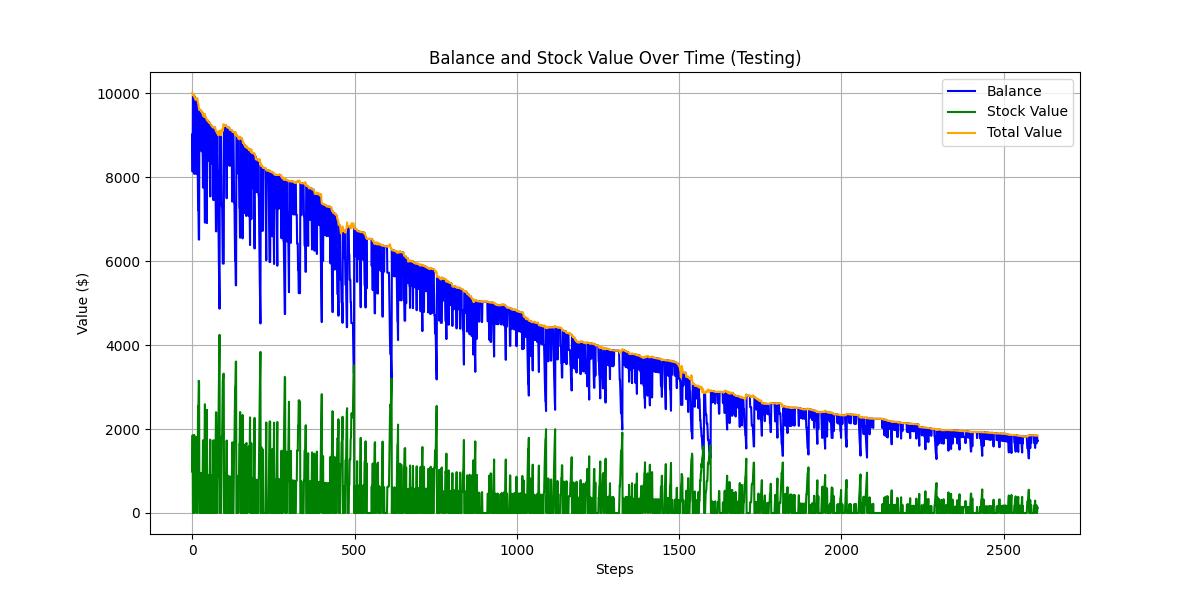 Balance and Stock Value Over Time (Testing)
Balance
Stock Value
Total Value
Value ($)
10000
8000
6000
4000
2000
0
0 500 1000 1500 2000 2500
Steps